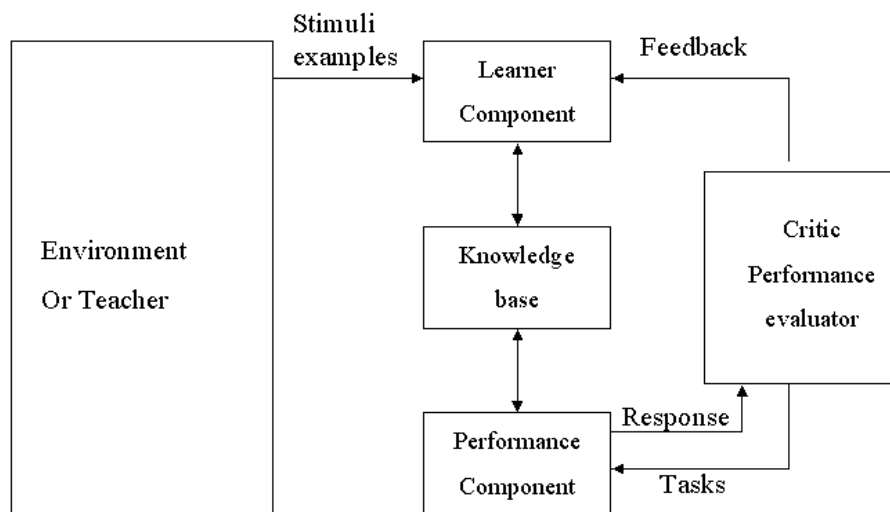 Stimuli
examples
Learner
Component
Feedback
Environment
Or Teacher
Knowledge
base
Critic
Performance
evaluator
Performance
Component
Response
Tasks